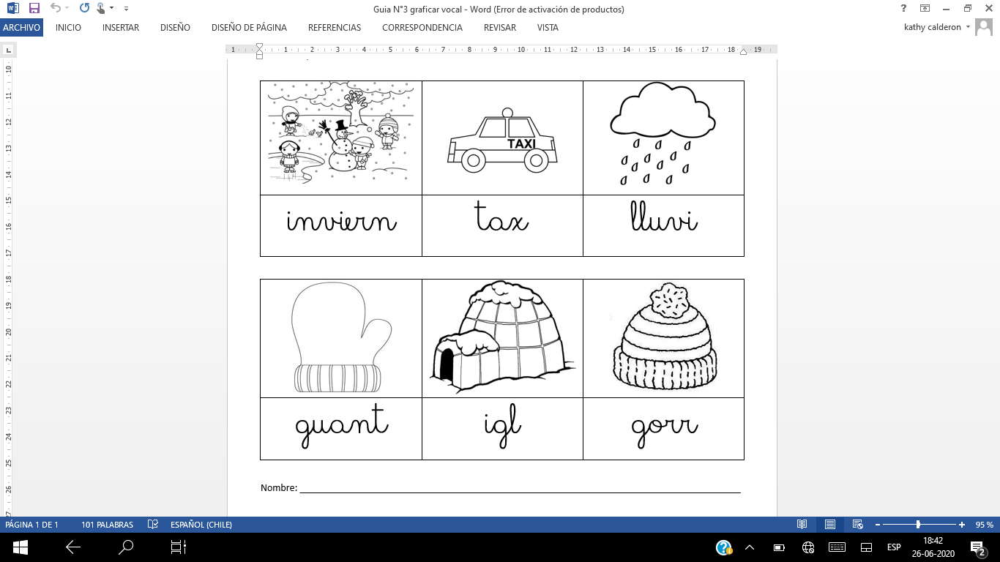 Guia N°3 graficar vocal - Word (Error de activación de productos)
ARCHIVO INICIO INSERTAR DISEÑO DISEÑO DE PÁGINA REFERENCIAS CORRESPONDENCIA REVISAR VISTA kathy calderon
1 1 2 3 4 5 6 7 8 9 10 11 12 13 14 15 16 17 18 19
10
11
12
13
14
15
16
17
18
19
20
21
22
23
24
25
26
27
TAXI
inviern tax lluvi
guant igl gorr
Nombre:
PÁGINA 1 DE 1 101 PALABRAS ESPAÑOL (CHILE) 95 %
ESP 18:42
26-06-2020 2